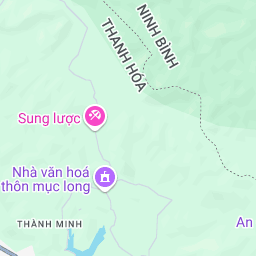 NINH BÌNH
THANH HÓA
Sung lược
Nhà văn hoá
thôn mục long
THÀNH MINH
An